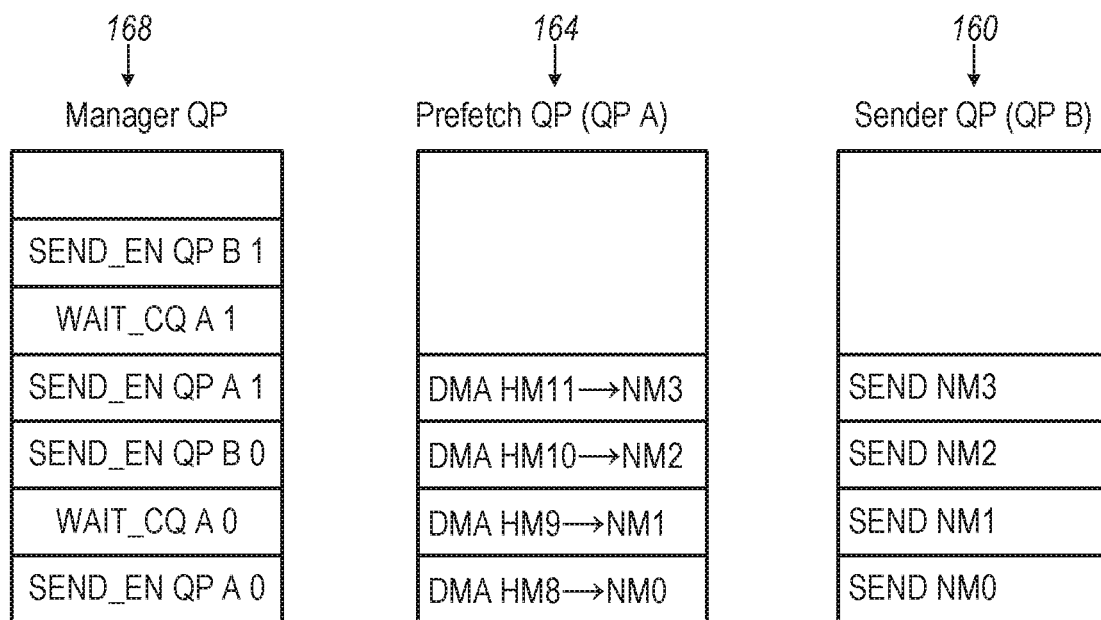 168
164
160
Manager QP
Prefetch QP (QP A)
Sender QP (QP B)
SEND_EN QP B 1
WAIT_CQ A 1
SEND_EN QP A 1
DMA HM11→NM3
SEND NM3
SEND_EN QP B 0
DMA HM10→NM2
SEND NM2
WAIT_CQ A 0
DMA HM9→NM1
SEND NM1
SEND_EN QP A 0
DMA HM8→NM0
SEND NM0